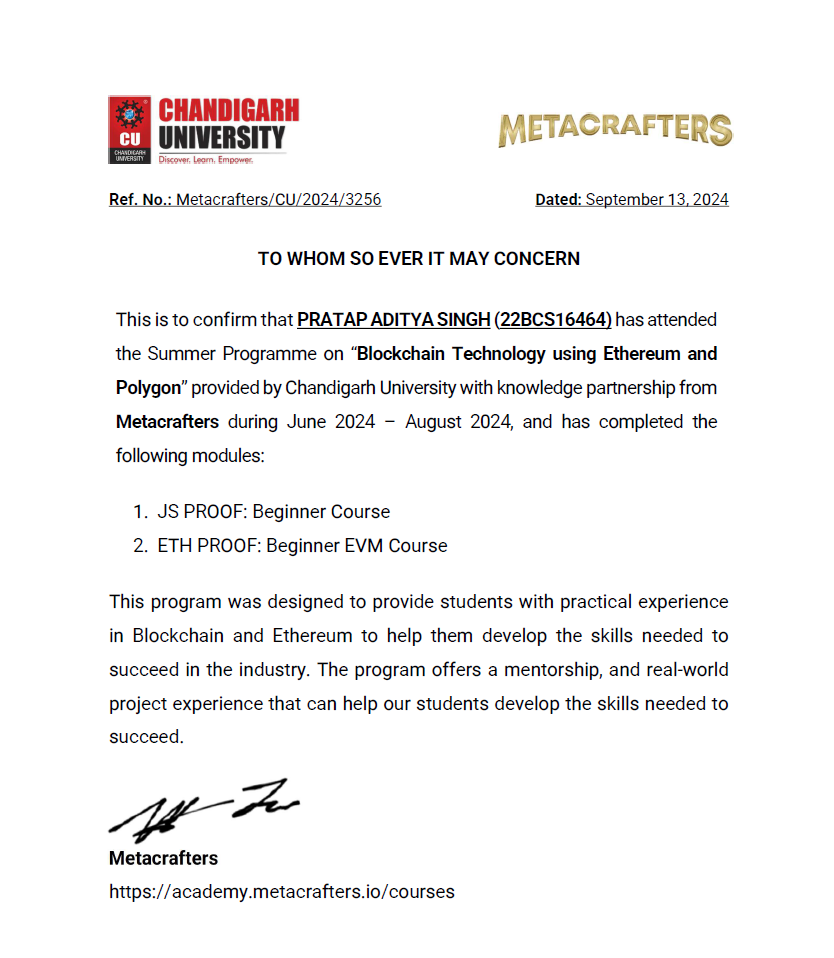 CHANDIGARH
UNIVERSITY
Discover. Learn. Empower.
CU
CHANDIGARH
UNIVERSITY
METACRAFTERS
Ref. No.: Metacrafters/CU/2024/3256
Dated: September 13, 2024
TO WHOM SO EVER IT MAY CONCERN
This is to confirm that PRATAP ADITYA SINGH (22BCS16464) has attended
the Summer Programme on “Blockchain Technology using Ethereum and
Polygon” provided by Chandigarh University with knowledge partnership from
Metacrafters during June 2024 – August 2024, and has completed the
following modules:
1. JS PROOF: Beginner Course
2. ETH PROOF: Beginner EVM Course
This program was designed to provide students with practical experience
in Blockchain and Ethereum to help them develop the skills needed to
succeed in the industry. The program offers a mentorship, and real-world
project experience that can help our students develop the skills needed to
succeed.
Metacrafters
https://academy.metacrafters.io/courses